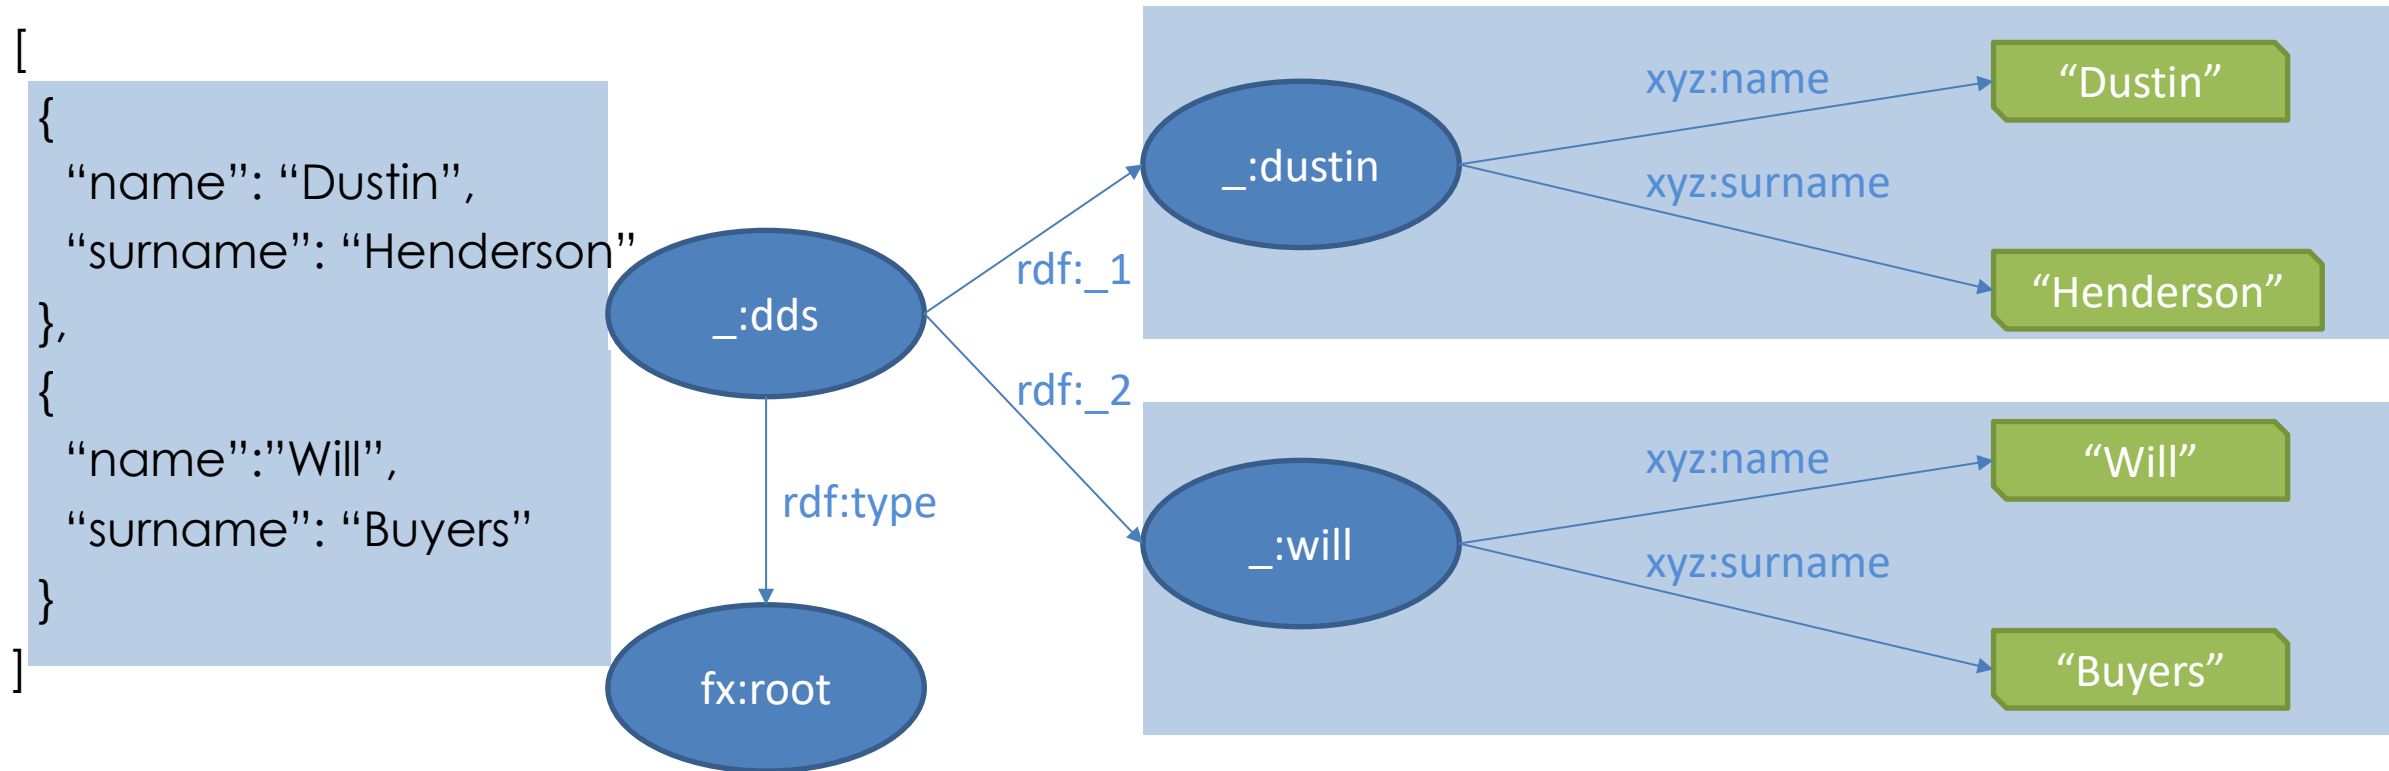 [
{
“name”: “Dustin”,
“surname”: “Henderson”
},
{
“name”:”Will”,
“surname”: “Buyers”
}
]
_:dds
rdf:type
fx:root
rdf:_1
rdf:_2
_:dustin
xyz:name
“Dustin”
xyz:surname
“Henderson”
_:will
xyz:name
“Will”
xyz:surname
“Buyers”